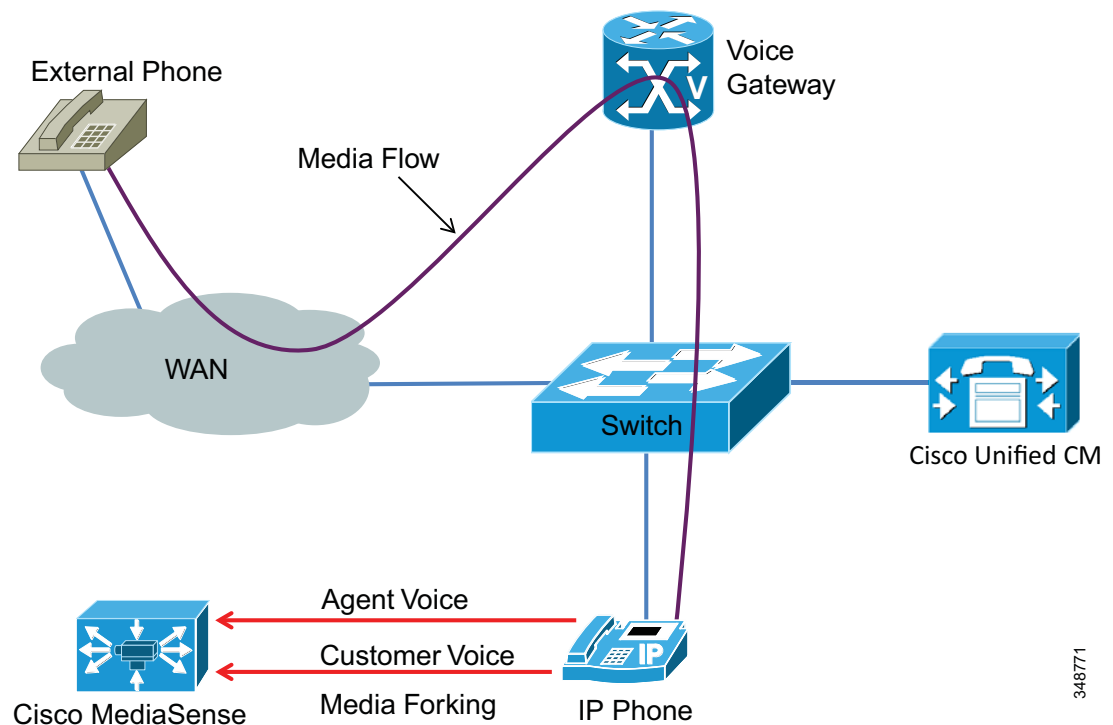 External Phone
Voice
Gateway
V
Media Flow
WAN
Switch
Cisco Unified CM
Agent Voice
Customer Voice
Media Forking
IP
Cisco MediaSense
IP Phone
348771